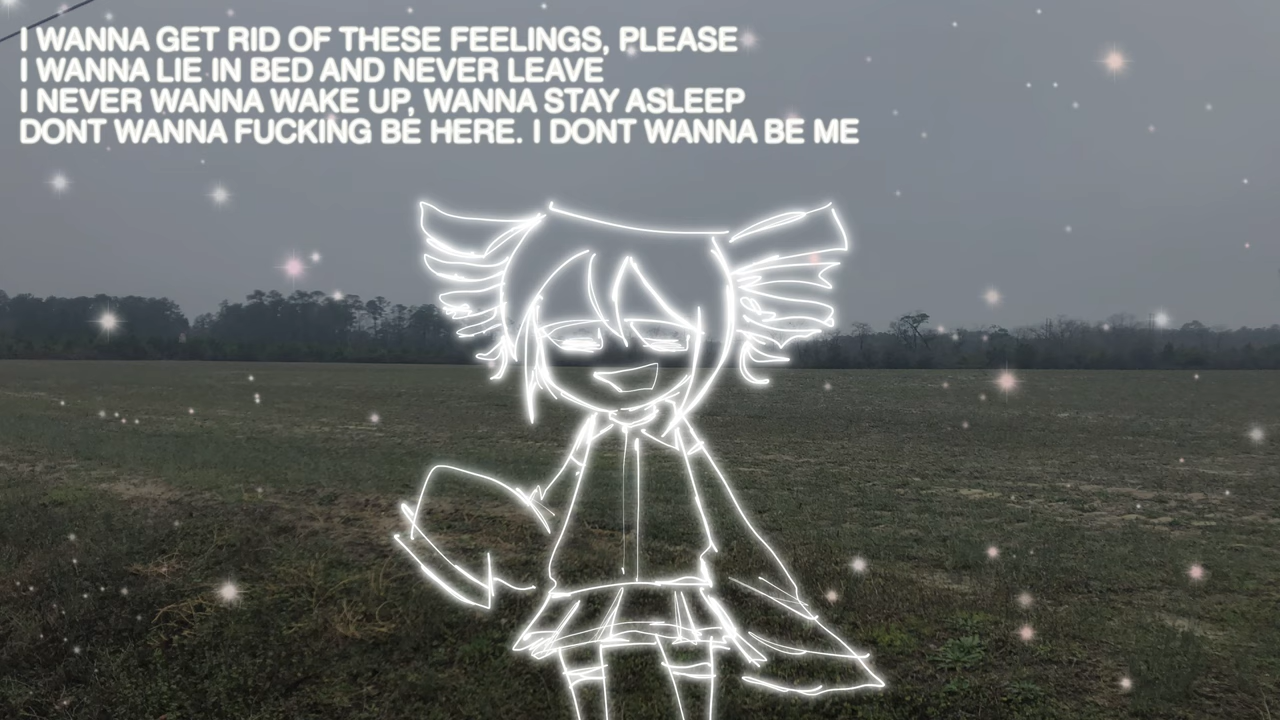 I WANNA GET RID OF THESE FEELINGS, PLEASE
I WANNA LIE IN BED AND NEVER LEAVE
I NEVER WANNA WAKE UP, WANNA STAY ASLEEP
DONT WANNA FUCKING BE HERE. I DONT WANNA BE ME